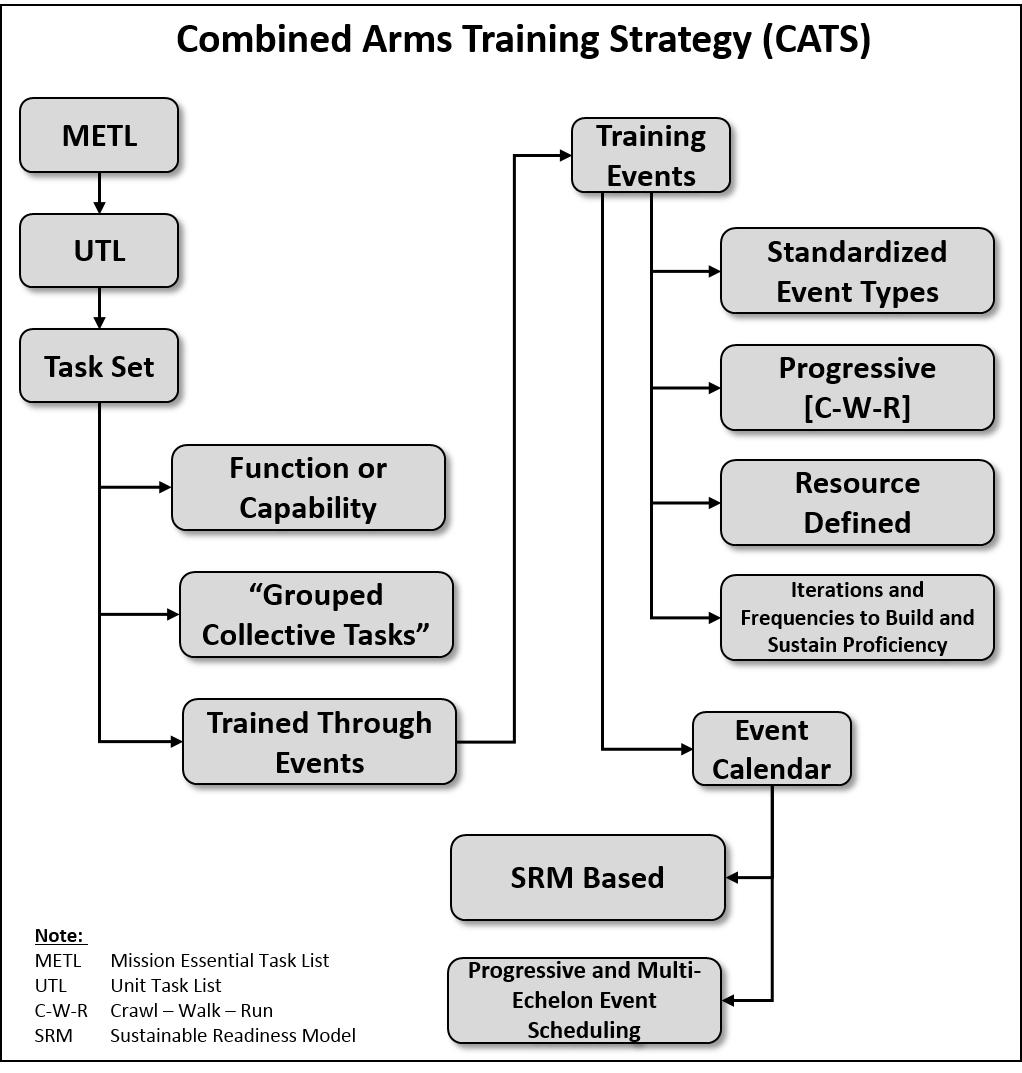 Combined Arms Training Strategy (CATS)
METL
UTL
Task Set
Function or
Capability
“Grouped
Collective Tasks”
Trained Through
Events
Training
Events
Standardized
Event Types
Progressive
[C-W-R]
Resource
Defined
Iterations and
Frequencies to Build and
Sustain Proficiency
Event
Calendar
SRM Based
Progressive and Multi-
Echelon Event
Scheduling
Note:
METL Mission Essential Task List
UTL Unit Task List
C-W-R Crawl – Walk – Run
SRM Sustainable Readiness Model